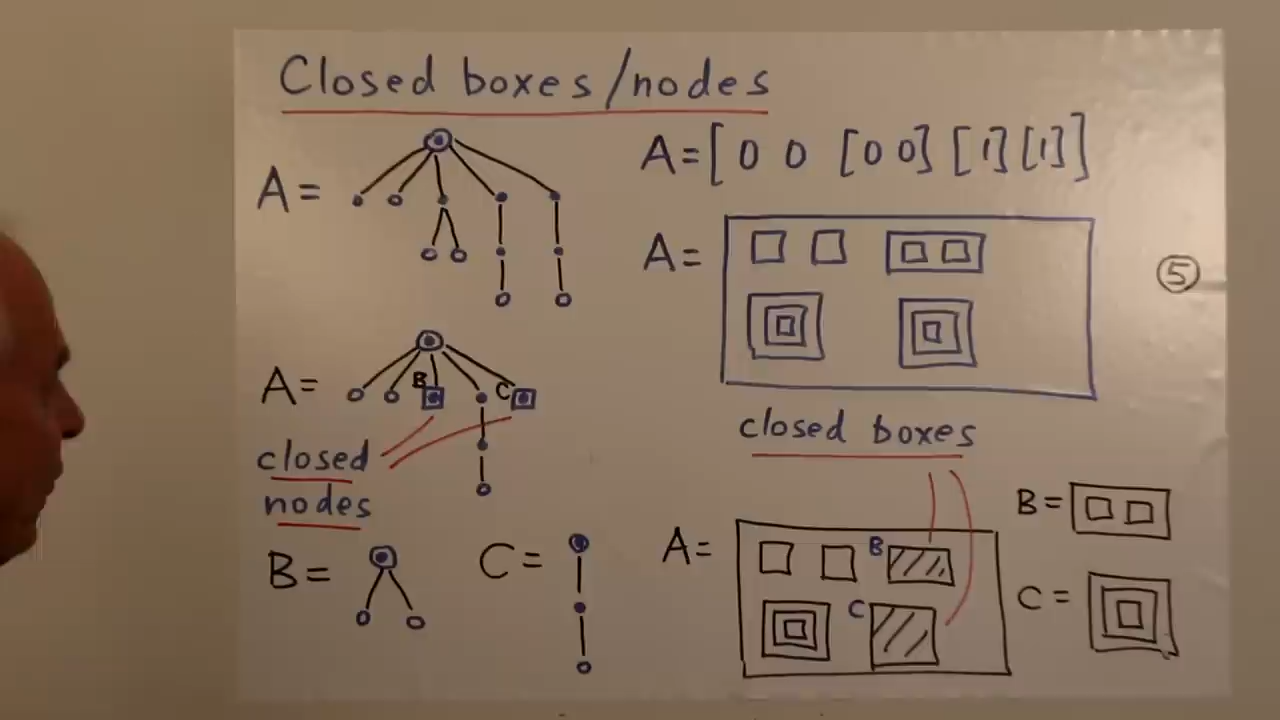 Closed boxes/nodes
A=
A=[ 0 0 [0 0] [1] [1] ]
A=
5
A= B C
closed
nodes
closed boxes
B= C=
A= B C
B=
C=